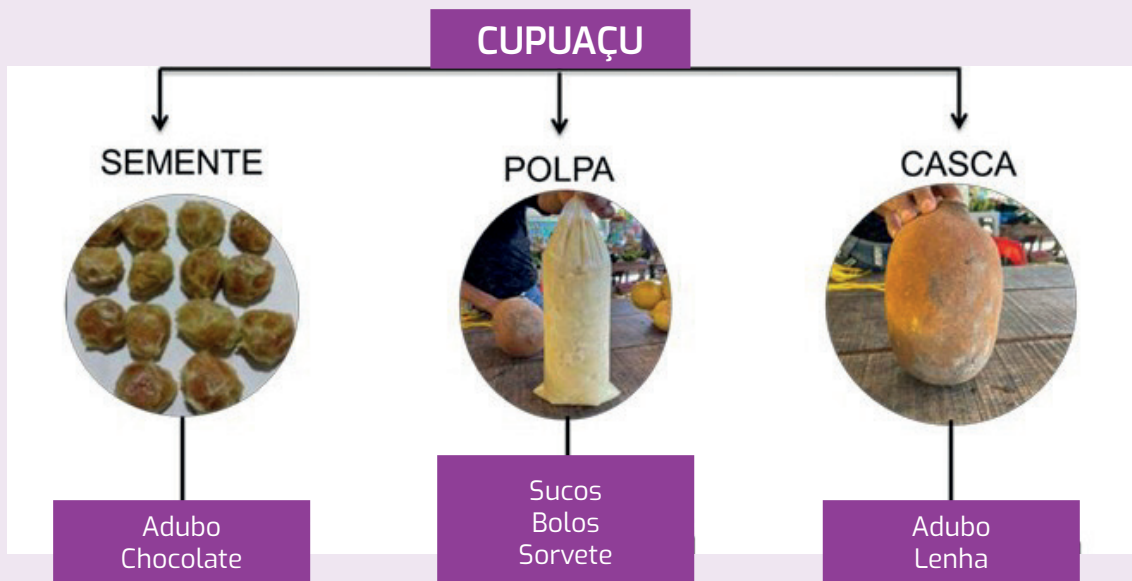 CUPUAÇU
SEMENTE
POLPA
CASCA
Adubo
Chocolate
Sucos
Bolos
Sorvete
Adubo
Lenha